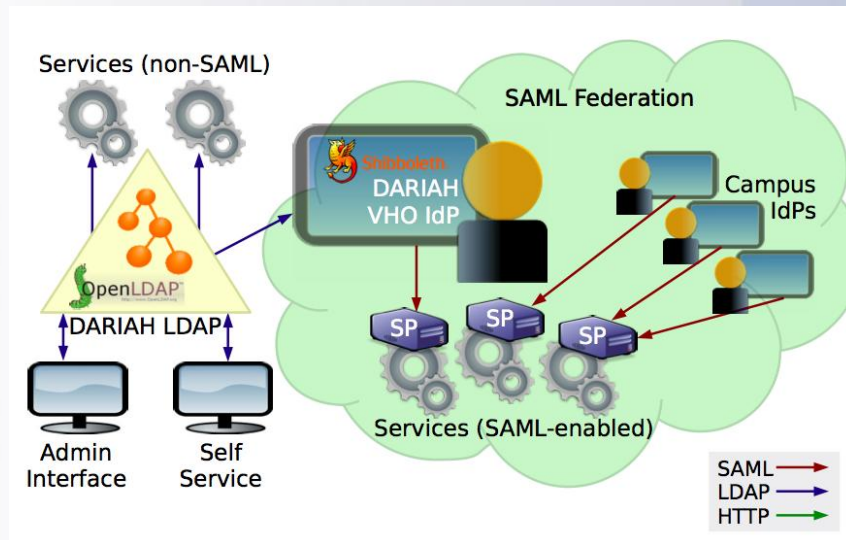 Services (non-SAML)
SAML Federation
Shibboleth.
DARIAH
VHO IdP
Campus
IdPs
OpenLDAP
DARIAH LDAP
SP
SP
SP
Services (SAML-enabled)
Admin
Interface
Self
Service
SAML
LDAP
HTTP